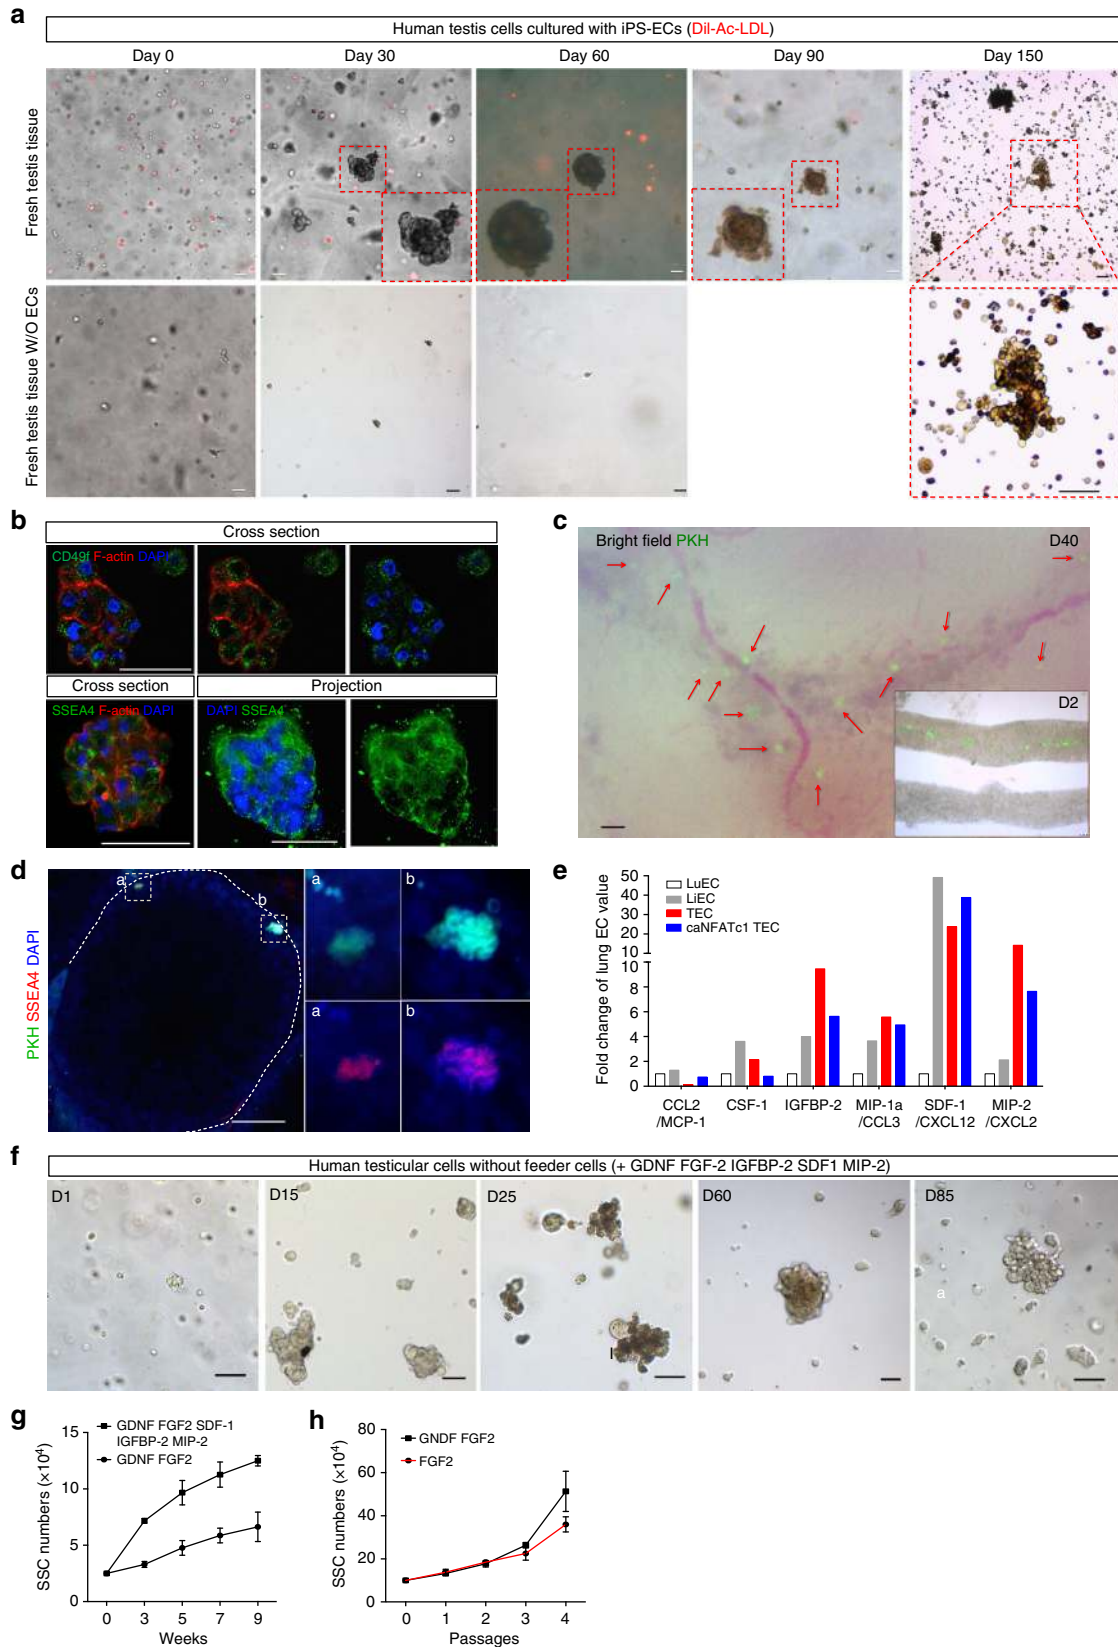 a
Human testis cells cultured with iPS-ECs (Dil-Ac-LDL)
Day 0
Day 30
Day 60
Day 90
Day 150
Fresh testis tissue
Fresh testis tissue W/O ECs
b
Cross section
CD49f F-actin DAPI
Cross section
Projection
SSEA4 F-actin DAPI
DAPI SSEA4
c
Bright field PKH
D40
D2
d
PKH SSEA4 DAPI
a
b
a
b
a
b
e
Fold change of lung EC value
50
40
30
20
10
8
6
4
2
0
LuEC
LiEC
TEC
caNFATc1 TEC
CCL2
/MCP-1
CSF-1
IGFBP-2
MIP-1a
/CCL3
SDF-1
/CXCL12
MIP-2
/CXCL2
f
Human testicular cells without feeder cells (+ GDNF FGF-2 IGFBP-2 SDF1 MIP-2)
D1
D15
D25
D60
D85
a
g
SSC numbers (×10⁴)
15
10
5
0
GDNF FGF2 SDF-1
IGFBP-2 MIP-2
GDNF FGF2
0 3 5 7 9
Weeks
h
SSC numbers (×10⁴)
80
60
40
20
0
GNDF FGF2
FGF2
0 1 2 3 4
Passages